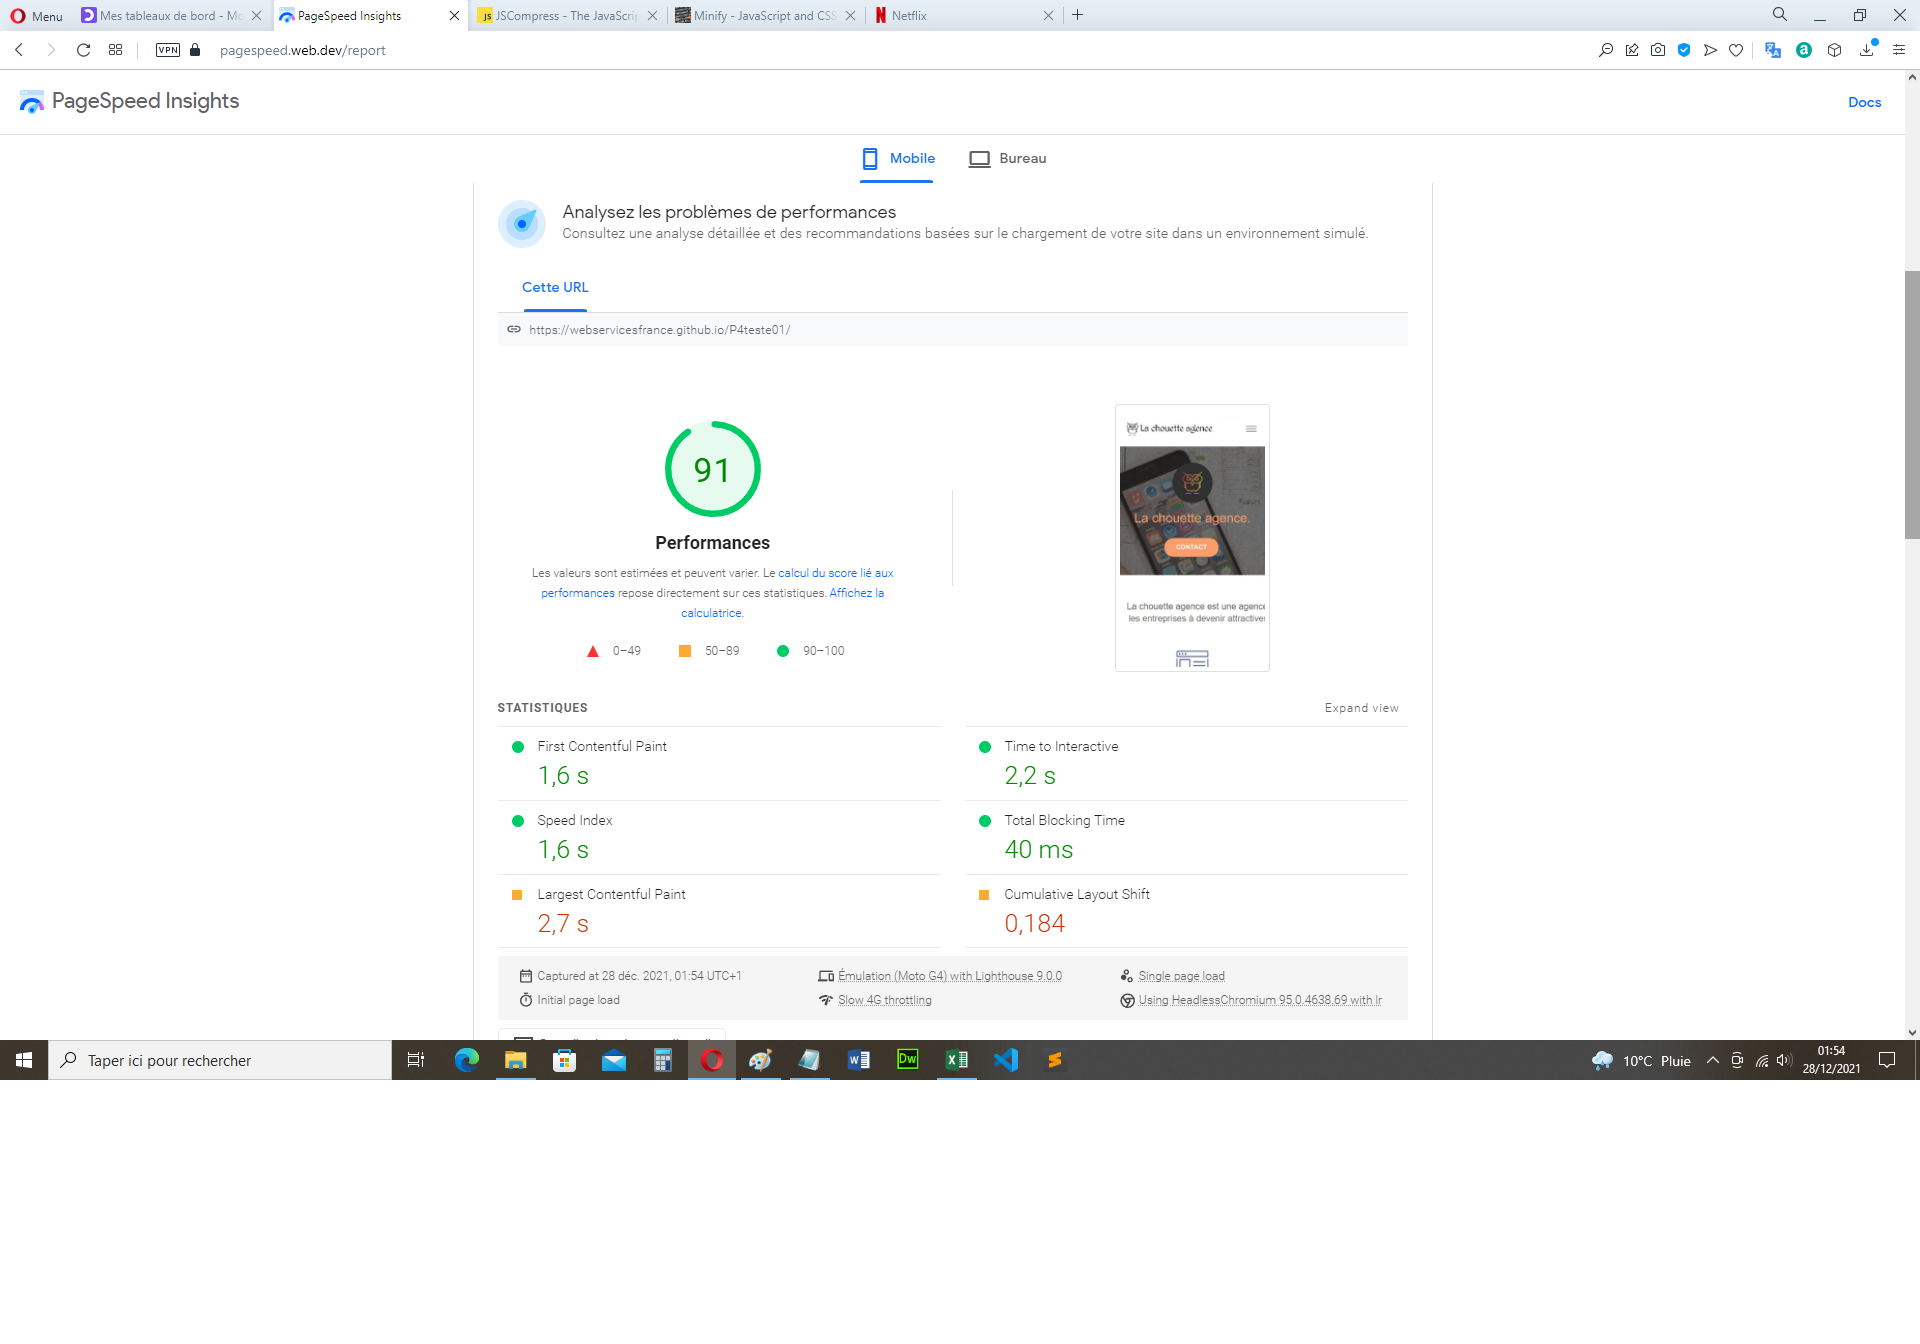 Menu
Mes tableaux de bord - Mo
PageSpeed Insights
JSCompress - The JavaScrip
Minify - JavaScript and CSS
Netflix
VPN
pagespeed.web.dev/report
PageSpeed Insights
Docs
Mobile
Bureau
Analysez les problèmes de performances
Consultez une analyse détaillée et des recommandations basées sur le chargement de votre site dans un environnement simulé.
Cette URL
https://webservicesfrance.github.io/P4teste01/
91
Performances
Les valeurs sont estimées et peuvent varier. Le calcul du score lié aux
performances repose directement sur ces statistiques. Affichez la
calculatrice.
0–49
50–89
90–100
La chouette agence
La chouette agence.
CONTACT
La chouette agence est une agence
les entreprises à devenir attractives
STATISTIQUES
Expand view
First Contentful Paint
1,6 s
Time to Interactive
2,2 s
Speed Index
1,6 s
Total Blocking Time
40 ms
Largest Contentful Paint
2,7 s
Cumulative Layout Shift
0,184
Captured at 28 déc. 2021, 01:54 UTC+1
Émulation (Moto G4) with Lighthouse 9.0.0
Single page load
Initial page load
Slow 4G throttling
Using HeadlessChromium 95.0.4638.69 with lr
Taper ici pour rechercher
10°C Pluie
01:54
28/12/2021